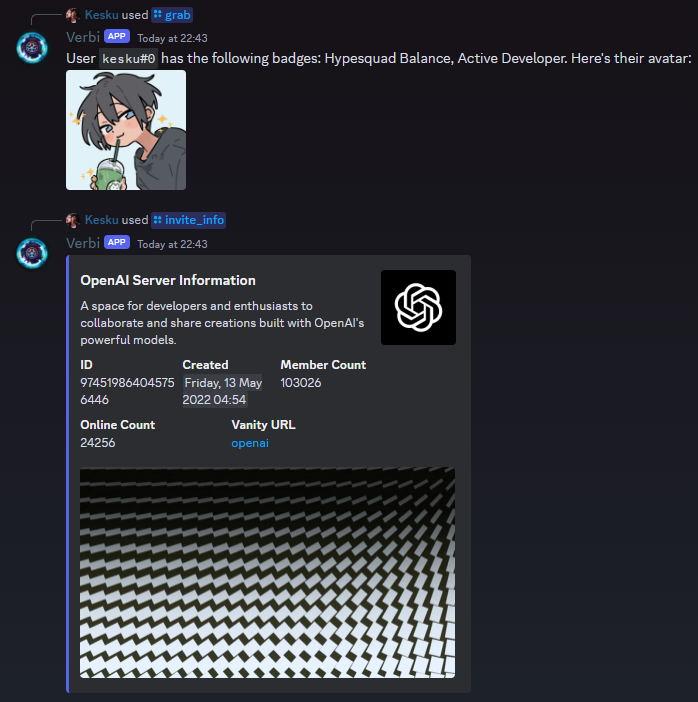 Kesku used grab
Verbi APP Today at 22:43
User kesku#0 has the following badges: Hypesquad Balance, Active Developer. Here's their avatar:
Kesku used invite_info
Verbi APP Today at 22:43
OpenAI Server Information
A space for developers and enthusiasts to
collaborate and share creations built with OpenAI's
powerful models.
ID Created Member Count
97451986404575 Friday, 13 May 103026
6446 2022 04:54
Online Count Vanity URL
24256 openai